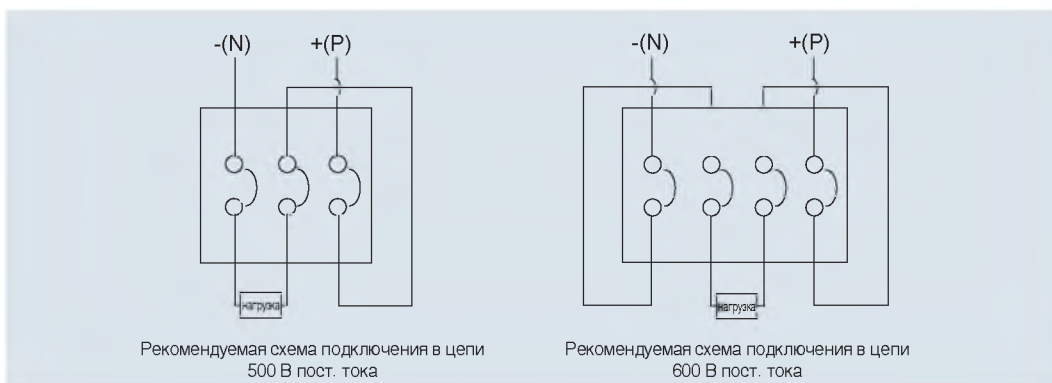 -(N) +(P) -(N) +(P)
нагрузка нагрузка
Рекомендуемая схема подключения в цепи
500 В пост. тока
Рекомендуемая схема подключения в цепи
600 В пост. тока